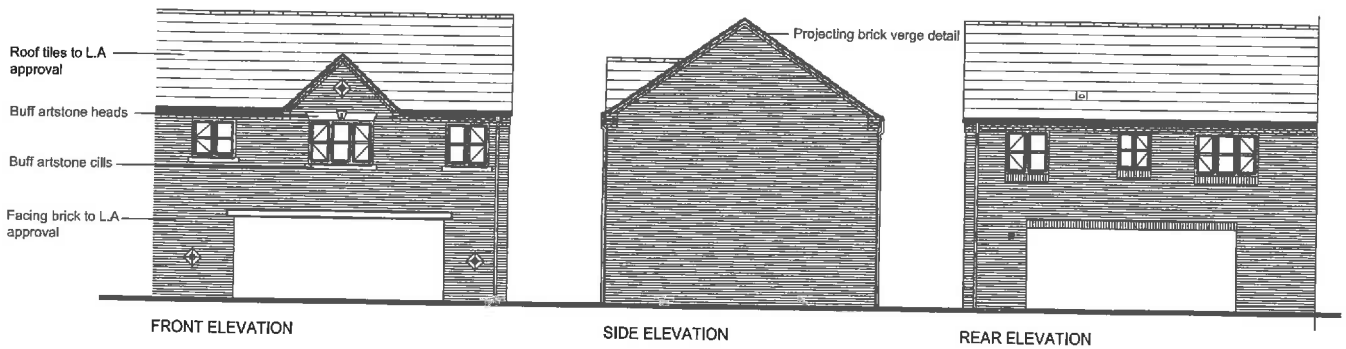 Roof tiles to L.A
approval
Buff artstone heads
Buff artstone cills
Facing brick to L.A
approval
Projecting brick verge detail
FRONT ELEVATION
SIDE ELEVATION
REAR ELEVATION